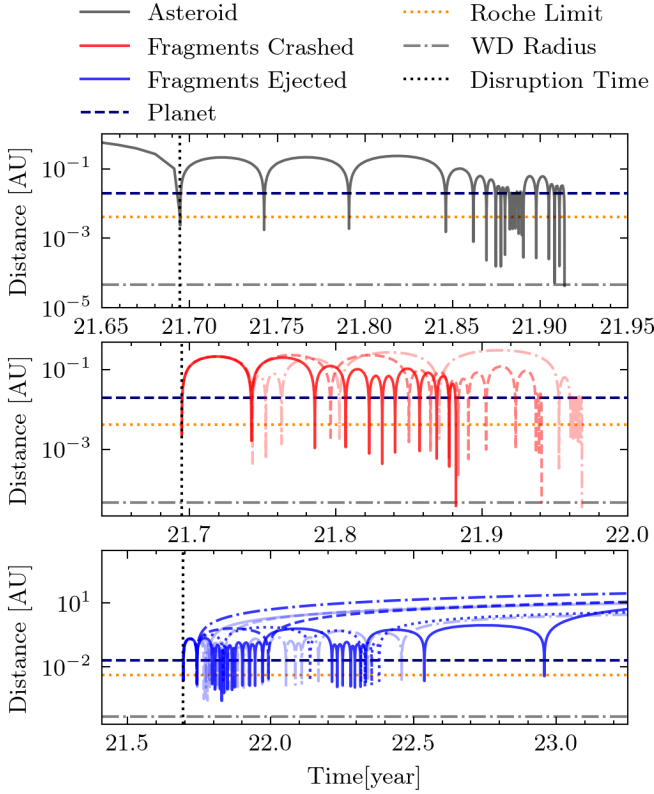 Asteroid
Fragments Crashed
Fragments Ejected
Planet
Roche Limit
WD Radius
Disruption Time
Distance [AU]
10⁻¹
10⁻³
10⁻⁵
21.65 21.70 21.75 21.80 21.85 21.90 21.95
Distance [AU]
10⁻¹
10⁻³
21.7 21.8 21.9 22.0
Distance [AU]
10¹
10⁻²
21.5 22.0 22.5 23.0
Time[year]